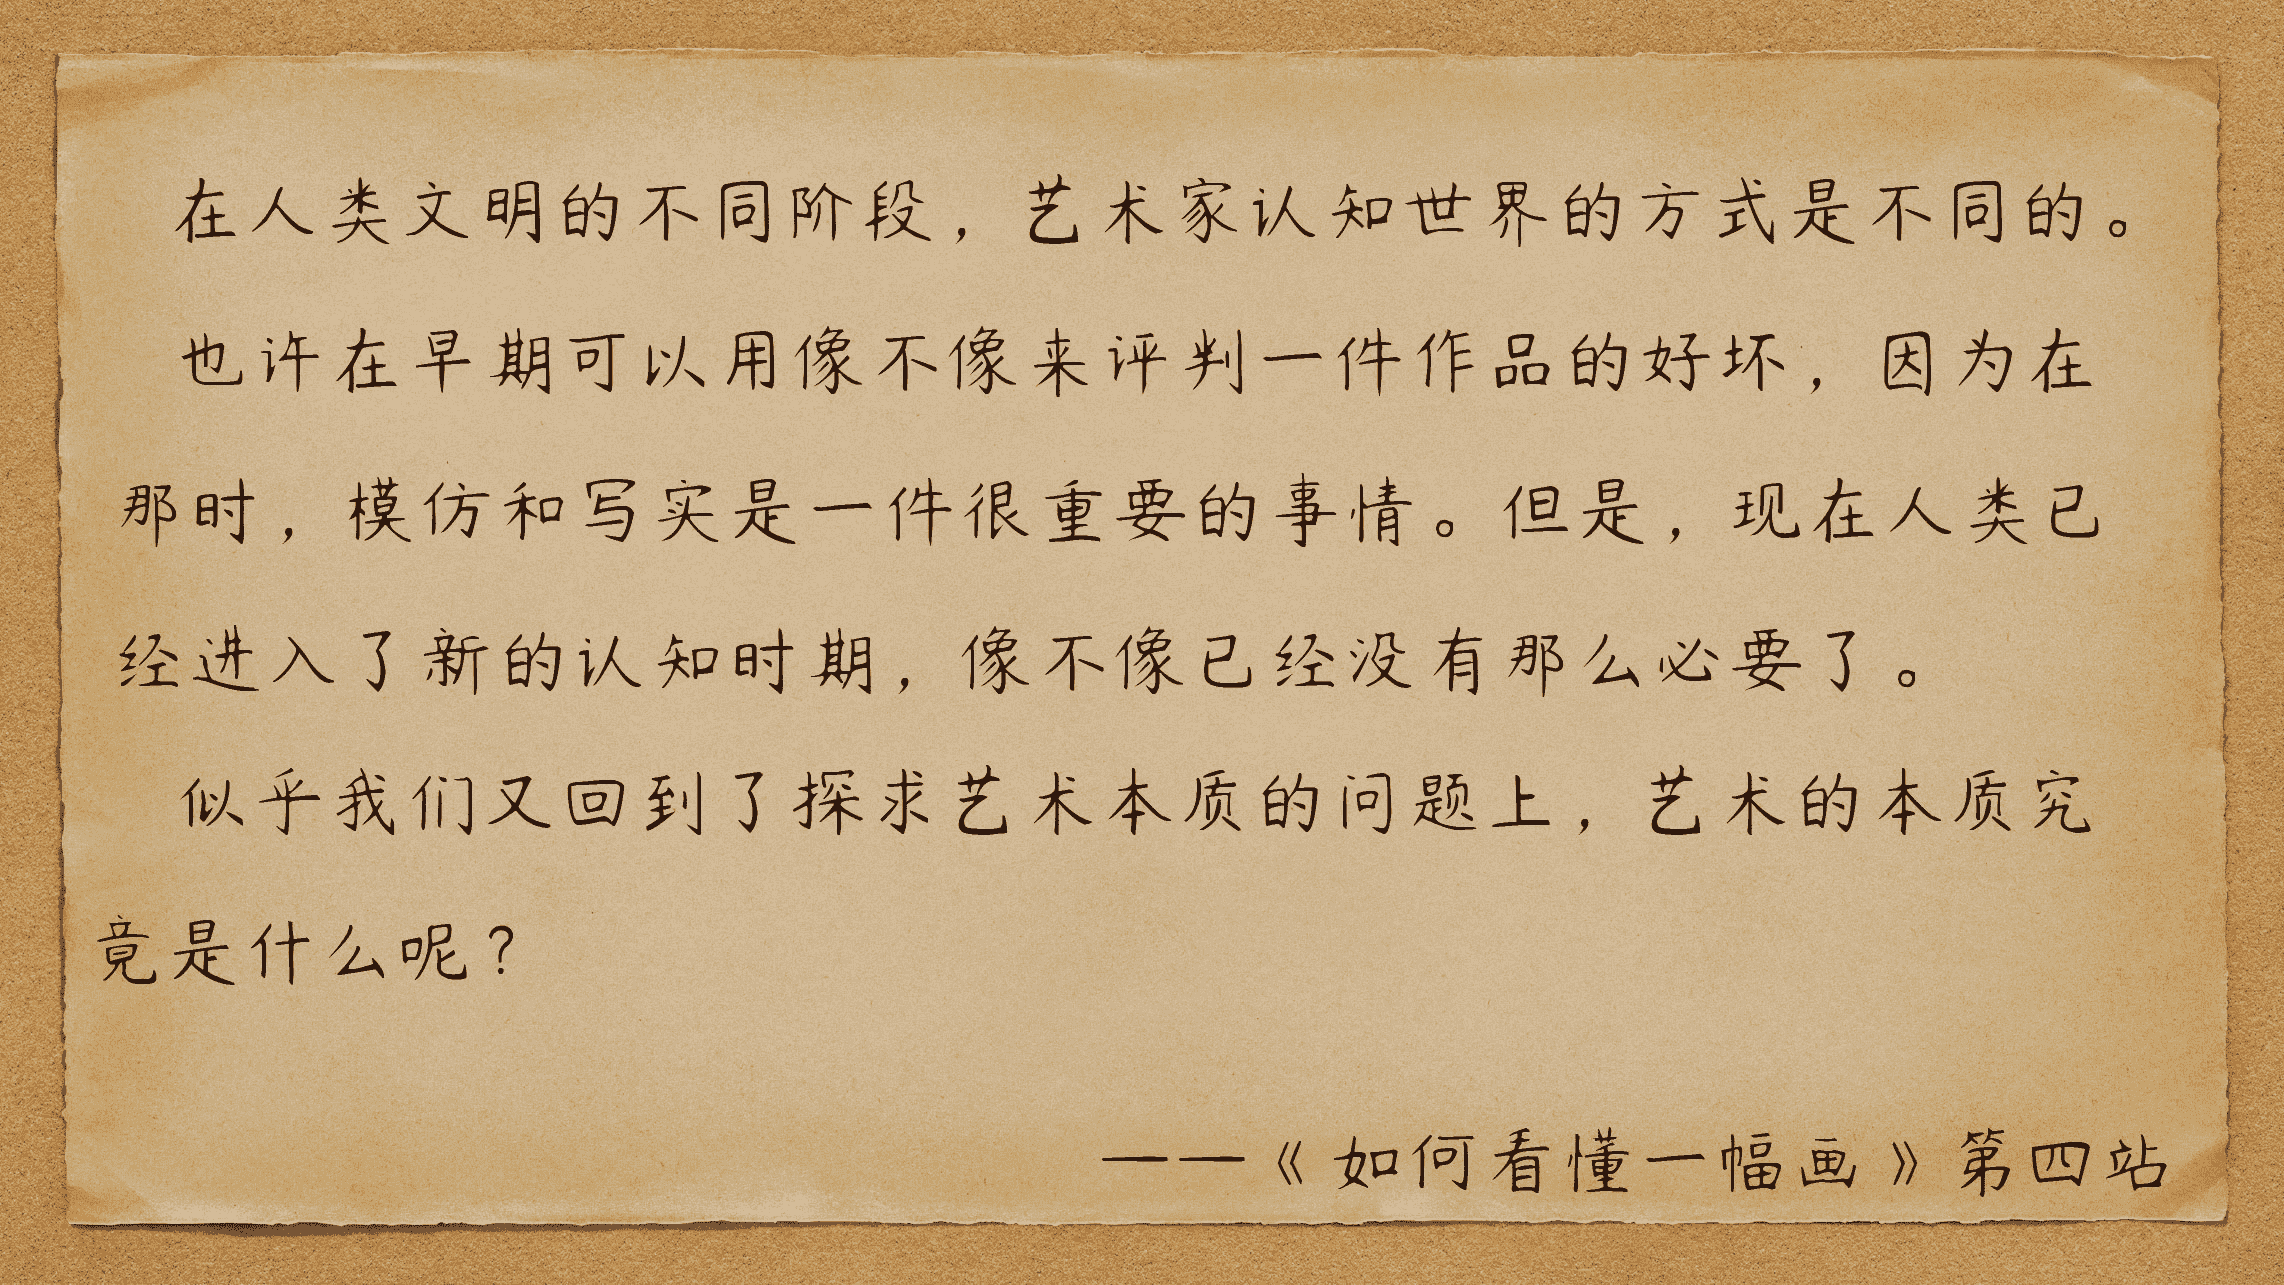 在人类文明的不同阶段，艺术家认知世界的方式是不同的。
也许在早期可以用像不像来评判一件作品的好坏，因为在
那时，模仿和写实是一件很重要的事情。但是，现在人类已
经进入了新的认知时期，像不像已经没有那么必要了。
似乎我们又回到了探求艺术本质的问题上，艺术的本质究
竟是什么呢？
——《如何看懂一幅画》第四站